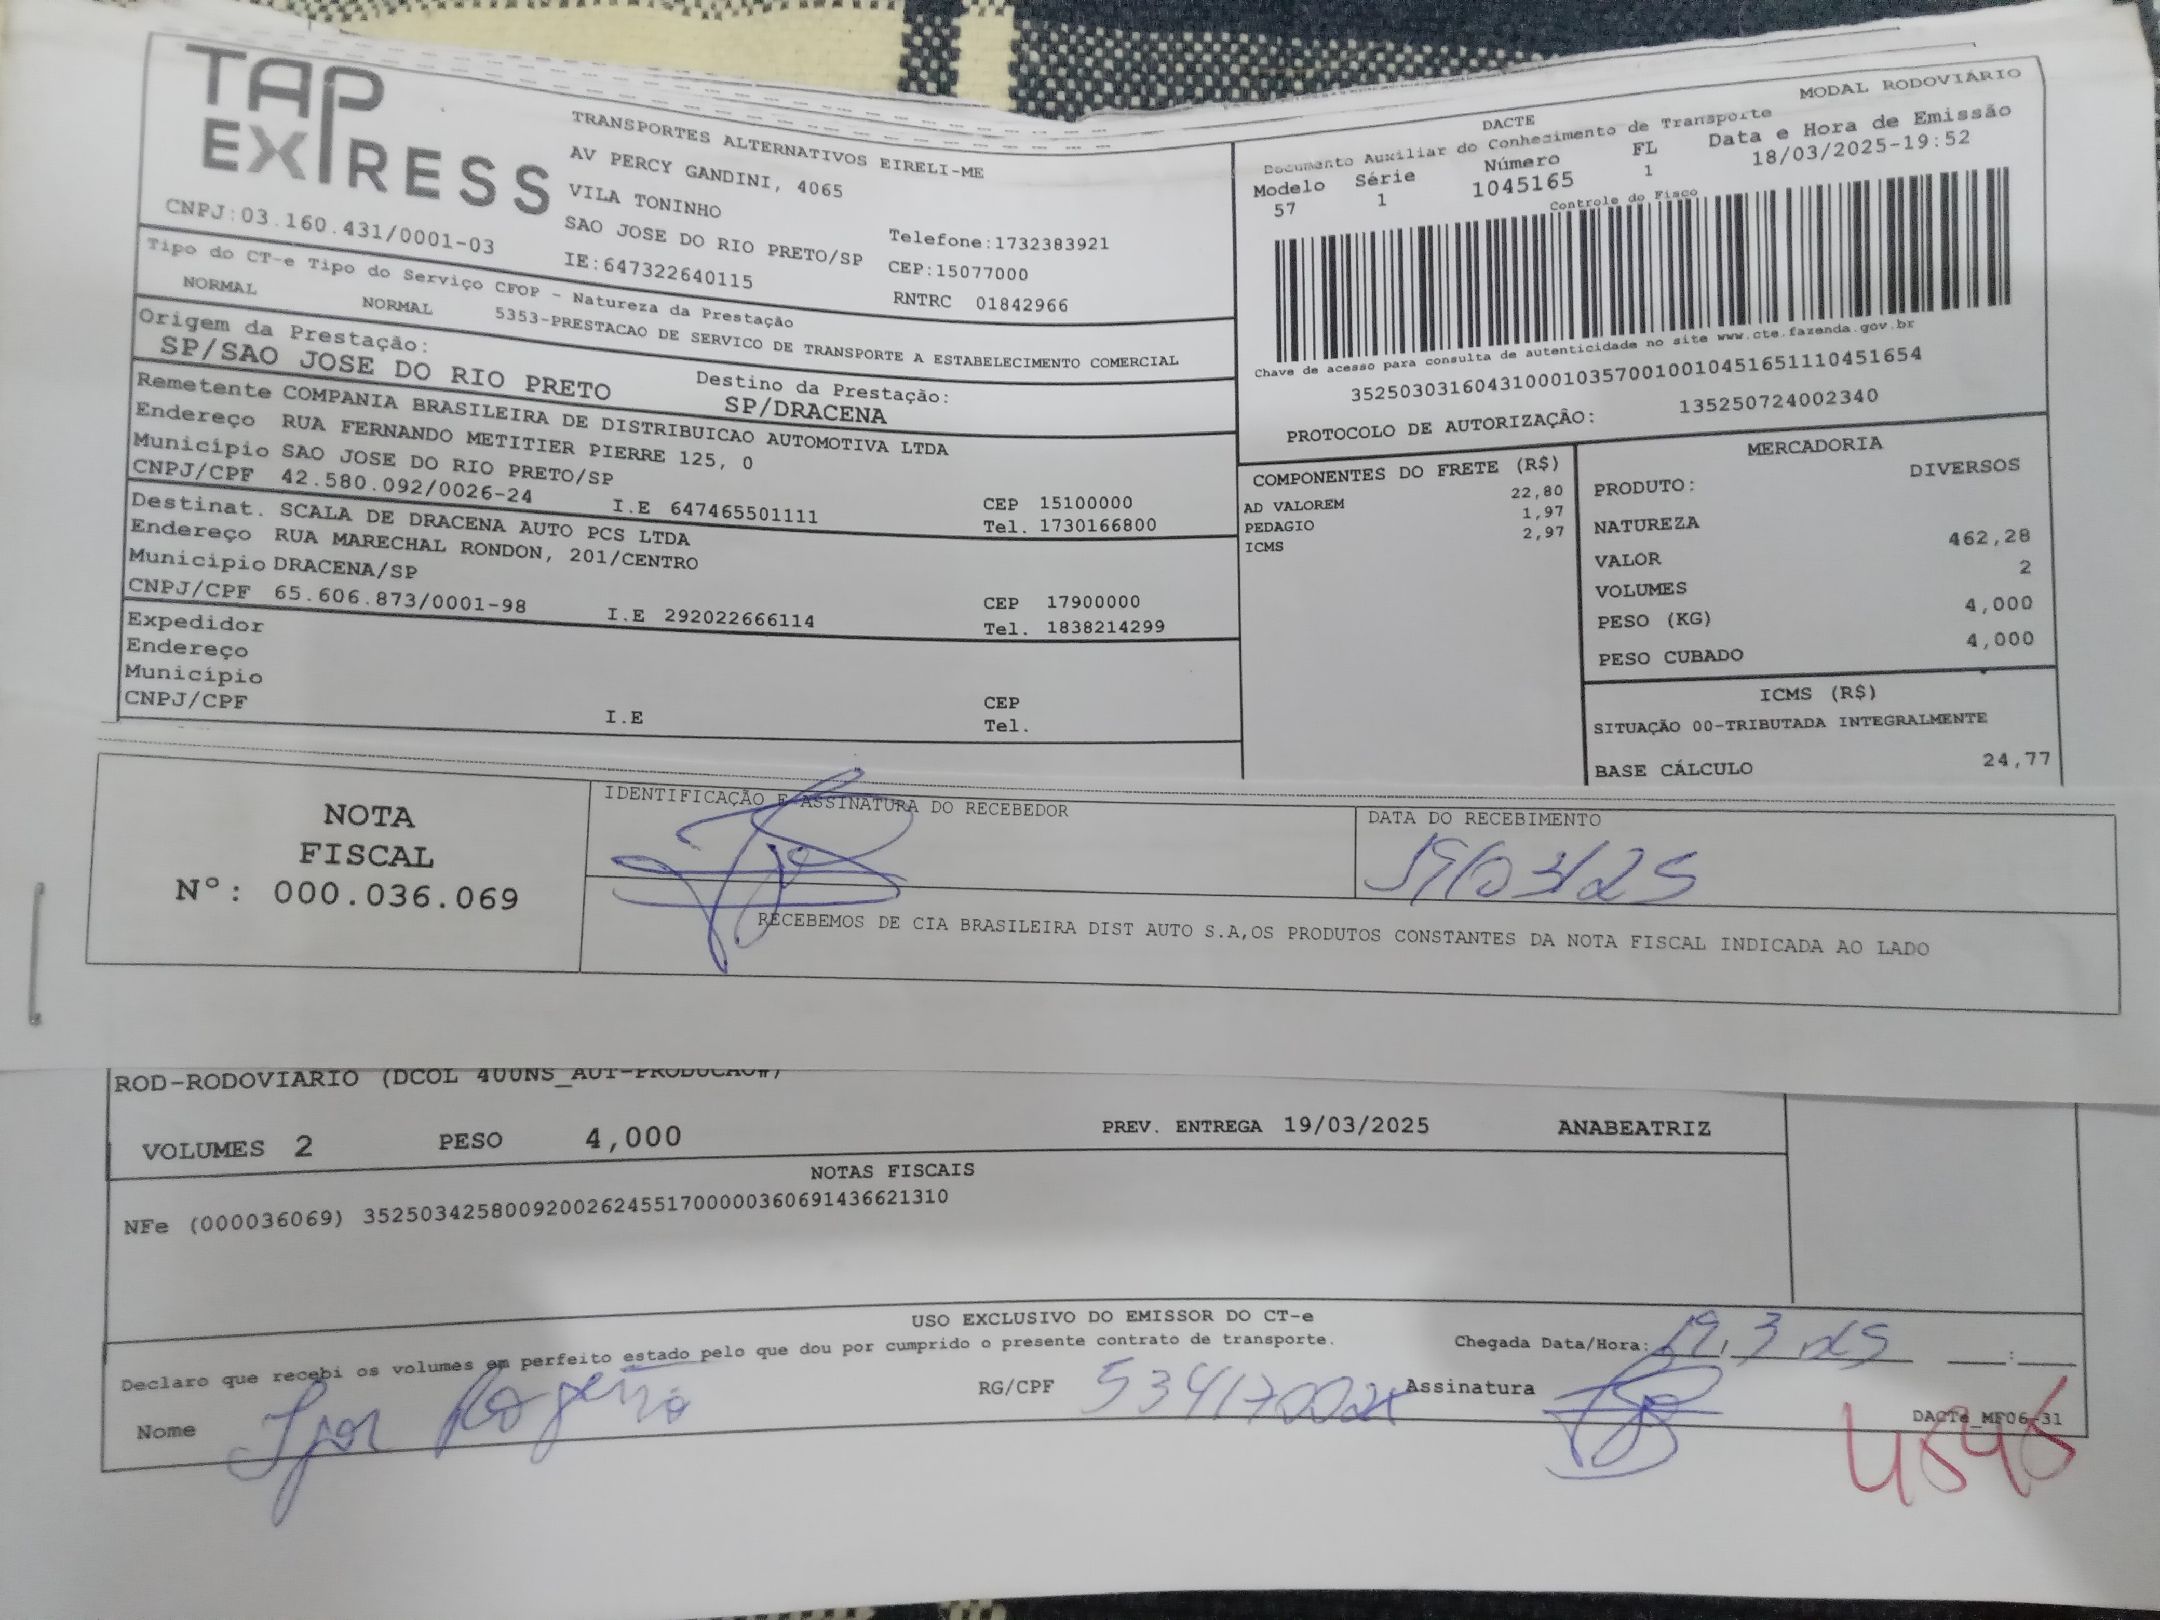 TAP
EXPRESS
CNPJ:03.160.431/0001-03
TRANSPORTES ALTERNATIVOS EIRELI-ME
AV PERCY GANDINI, 4065
VILA TONINHO
SAO JOSE DO RIO PRETO/SP
IE:647322640115
Telefone:1732383921
CEP:15077000
RNTRC 01842966
MODAL RODOVIÁRIO
DACTE
Documento Auxiliar do Conhecimento de Transporte
Modelo Série Número FL Data e Hora de Emissão
57 1 1045165 1 18/03/2025-19:52
Controle do Fisco
Chave de acesso para consulta de autenticidade no site www.cte.fazenda.gov.br
35250303160431000103570010010451651110451654
PROTOCOLO DE AUTORIZAÇÃO: 135250724002340
Tipo do CT-e Tipo do Serviço CFOP - Natureza da Prestação
NORMAL NORMAL 5353-PRESTACAO DE SERVICO DE TRANSPORTE A ESTABELECIMENTO COMERCIAL
Origem da Prestação: Destino da Prestação:
SP/SAO JOSE DO RIO PRETO SP/DRACENA
Remetente COMPANIA BRASILEIRA DE DISTRIBUICAO AUTOMOTIVA LTDA
Endereço RUA FERNANDO METITIER PIERRE 125, 0
Município SAO JOSE DO RIO PRETO/SP CEP 15100000
CNPJ/CPF 42.580.092/0026-24 I.E 647465501111 Tel. 1730166800
Destinat. SCALA DE DRACENA AUTO PCS LTDA
Endereço RUA MARECHAL RONDON, 201/CENTRO
Municipio DRACENA/SP CEP 17900000
CNPJ/CPF 65.606.873/0001-98 I.E 292022666114 Tel. 1838214299
Expedidor
Endereço
Município CEP
CNPJ/CPF I.E Tel.
COMPONENTES DO FRETE (R$)
22,80
AD VALOREM 1,97
PEDAGIO 2,97
ICMS
MERCADORIA
PRODUTO: DIVERSOS
NATUREZA
VALOR 462,28
VOLUMES 2
PESO (KG) 4,000
PESO CUBADO 4,000
ICMS (R$)
SITUAÇÃO 00-TRIBUTADA INTEGRALMENTE
BASE CÁLCULO 24,77
NOTA
FISCAL
Nº: 000.036.069
IDENTIFICAÇÃO E ASSINATURA DO RECEBEDOR
DATA DO RECEBIMENTO
19/03/25
RECEBEMOS DE CIA BRASILEIRA DIST AUTO S.A,OS PRODUTOS CONSTANTES DA NOTA FISCAL INDICADA AO LADO
ROD-RODOVIARIO (DCOL 400NS_AUT-PRODUCAO#)
VOLUMES 2 PESO 4,000 PREV. ENTREGA 19/03/2025 ANABEATRIZ
NOTAS FISCAIS
NFe (000036069) 35250342580092002624551700000360691436621310
USO EXCLUSIVO DO EMISSOR DO CT-e
Declaro que recebi os volumes em perfeito estado pelo que dou por cumprido o presente contrato de transporte.
Chegada Data/Hora: 19.3.25 ___:___
Nome Igor Rogerio RG/CPF Assinatura
DACTe_MF06-31